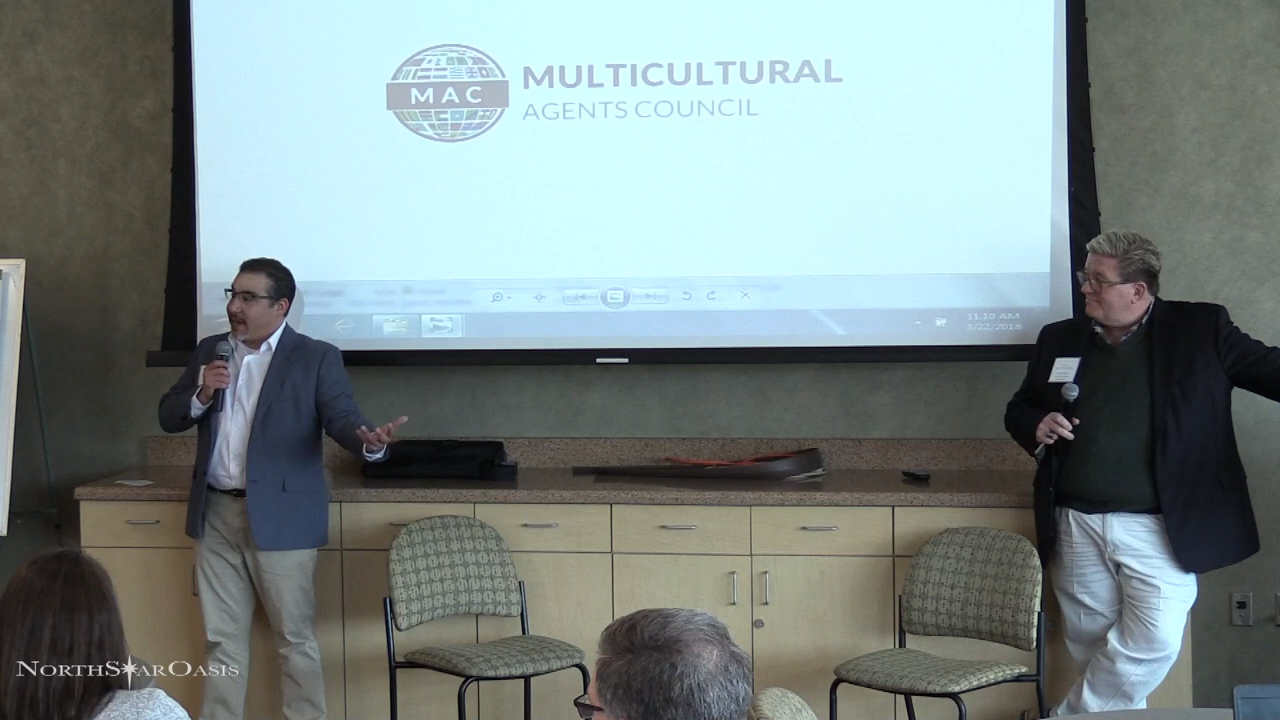 MAC
MULTICULTURAL
AGENTS COUNCIL
11:10 AM
3/22/2018
NORTHSTAROASIS